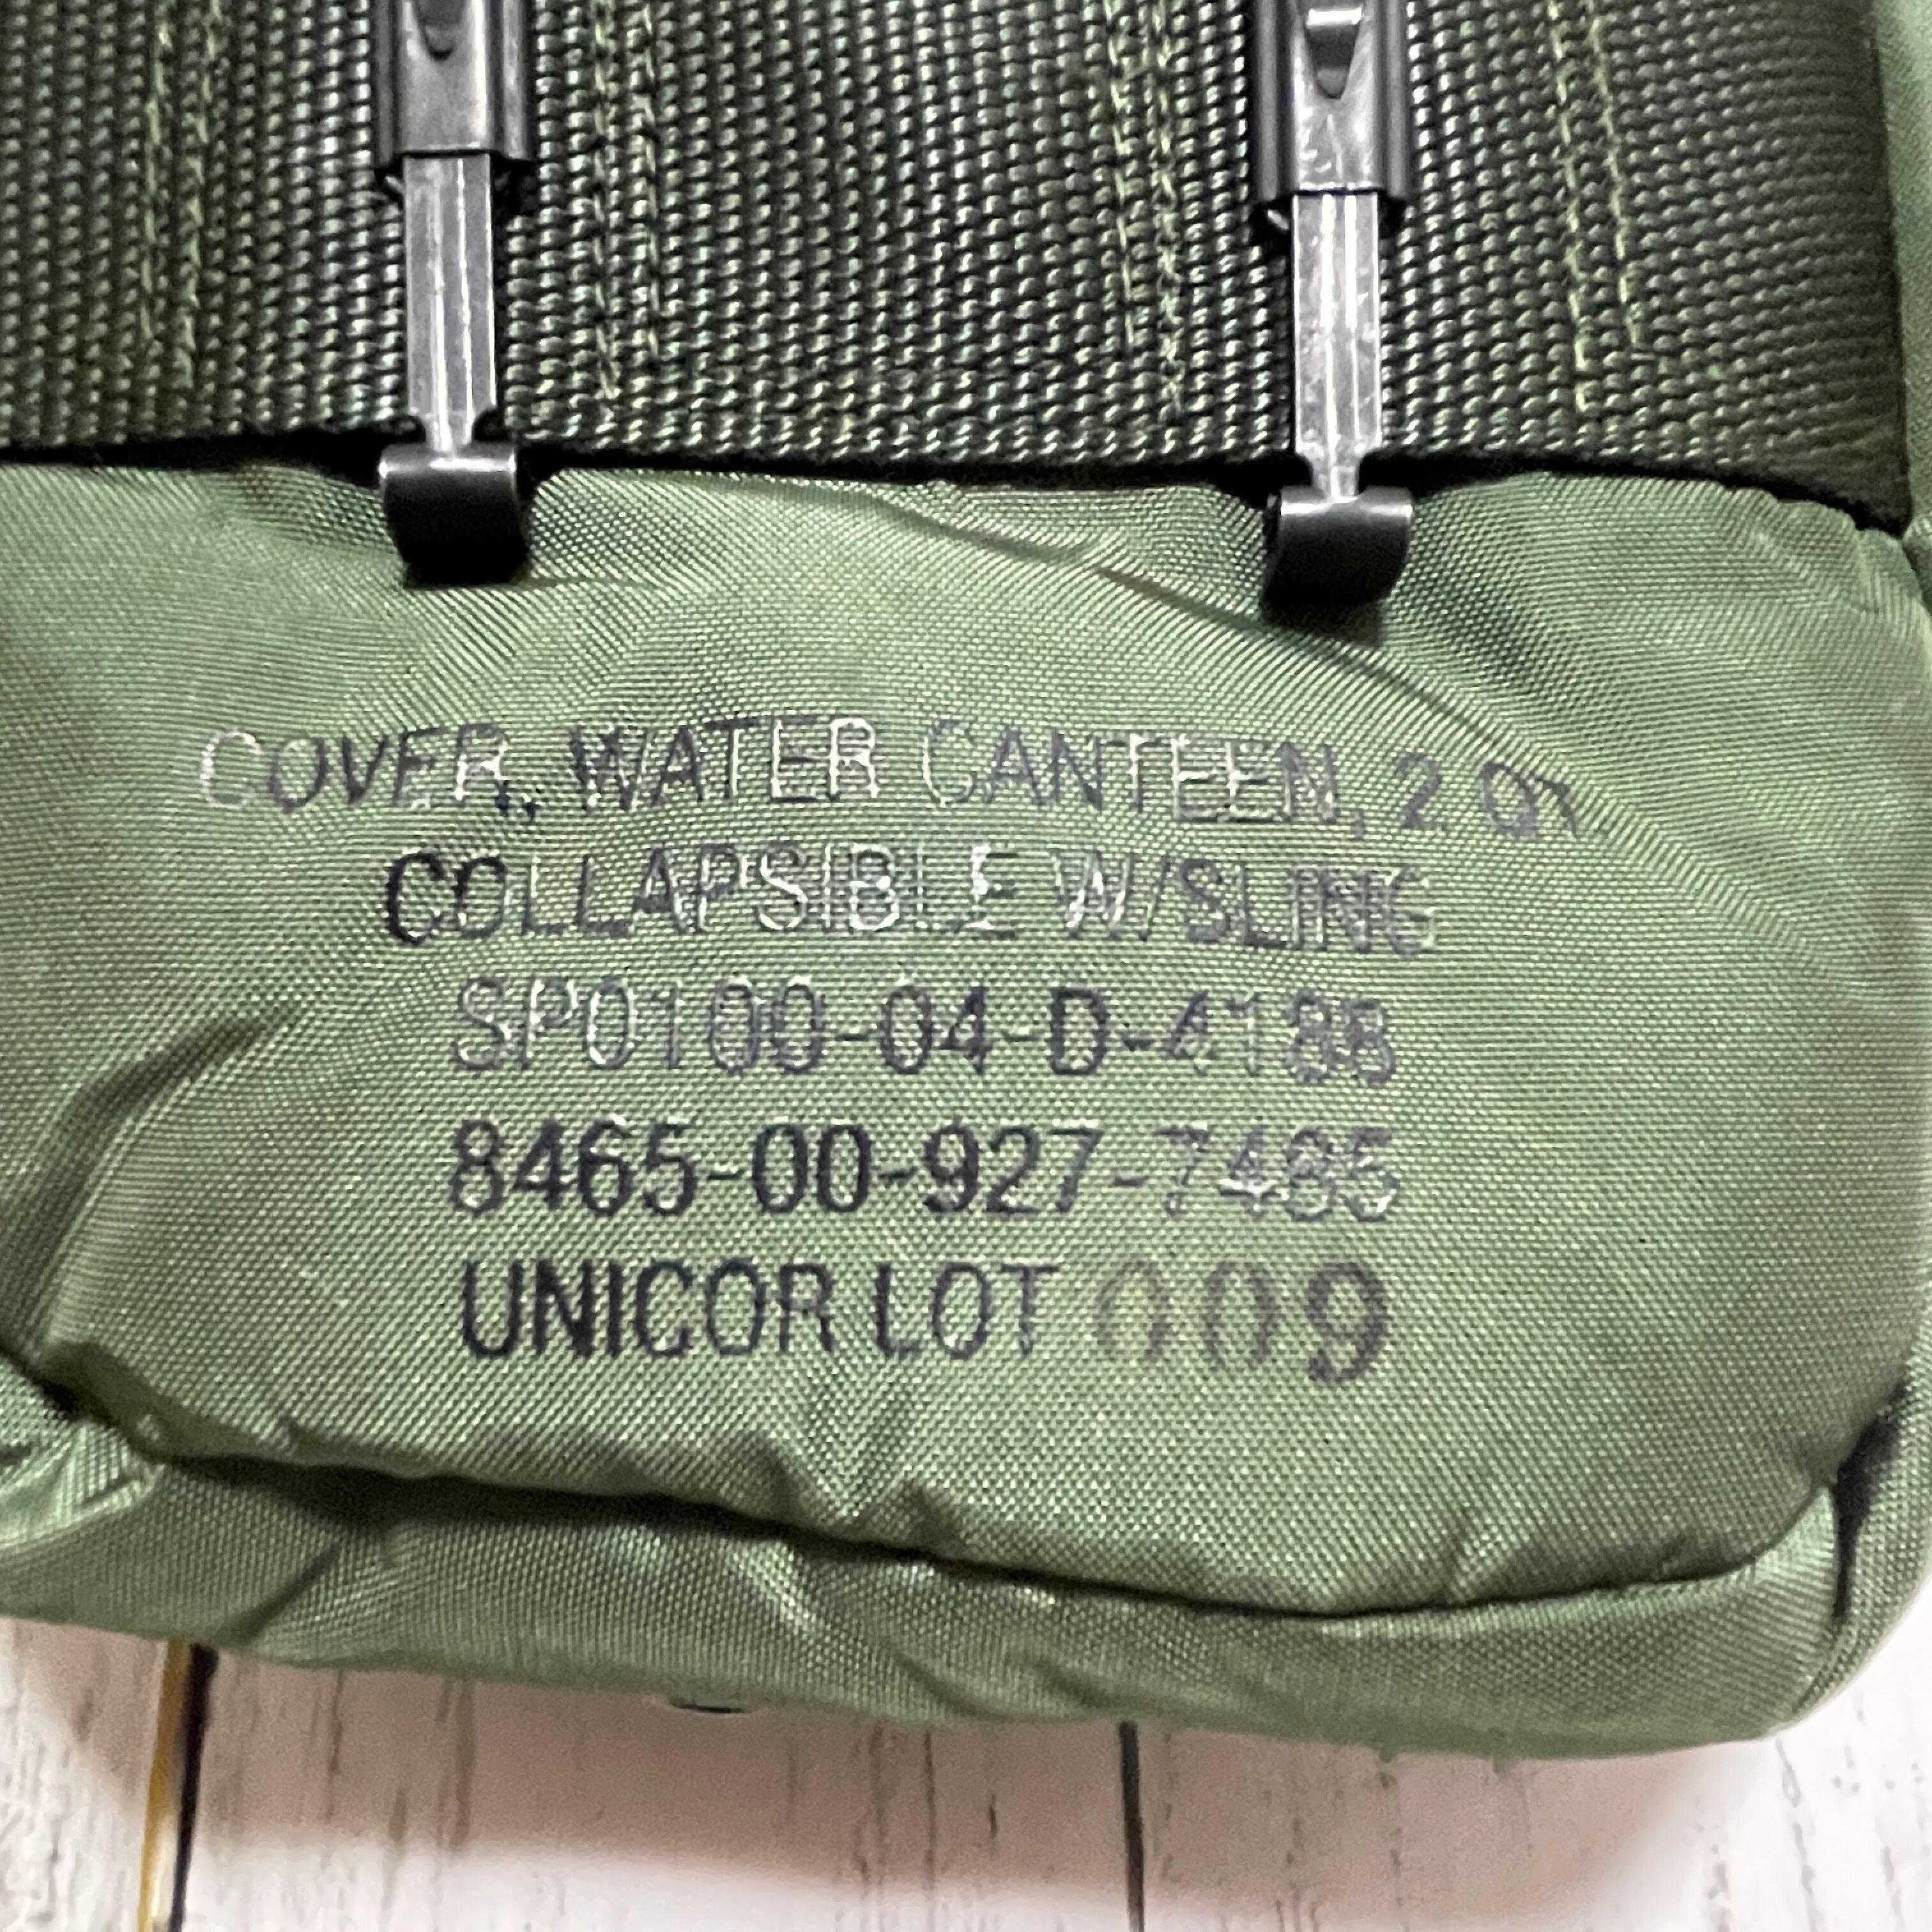 COVER, WATER CANTEEN, 2 QT
COLLAPSIBLE W/SLING
SP0100-04-D-4188
8465-00-927-7485
UNICOR LOT 009